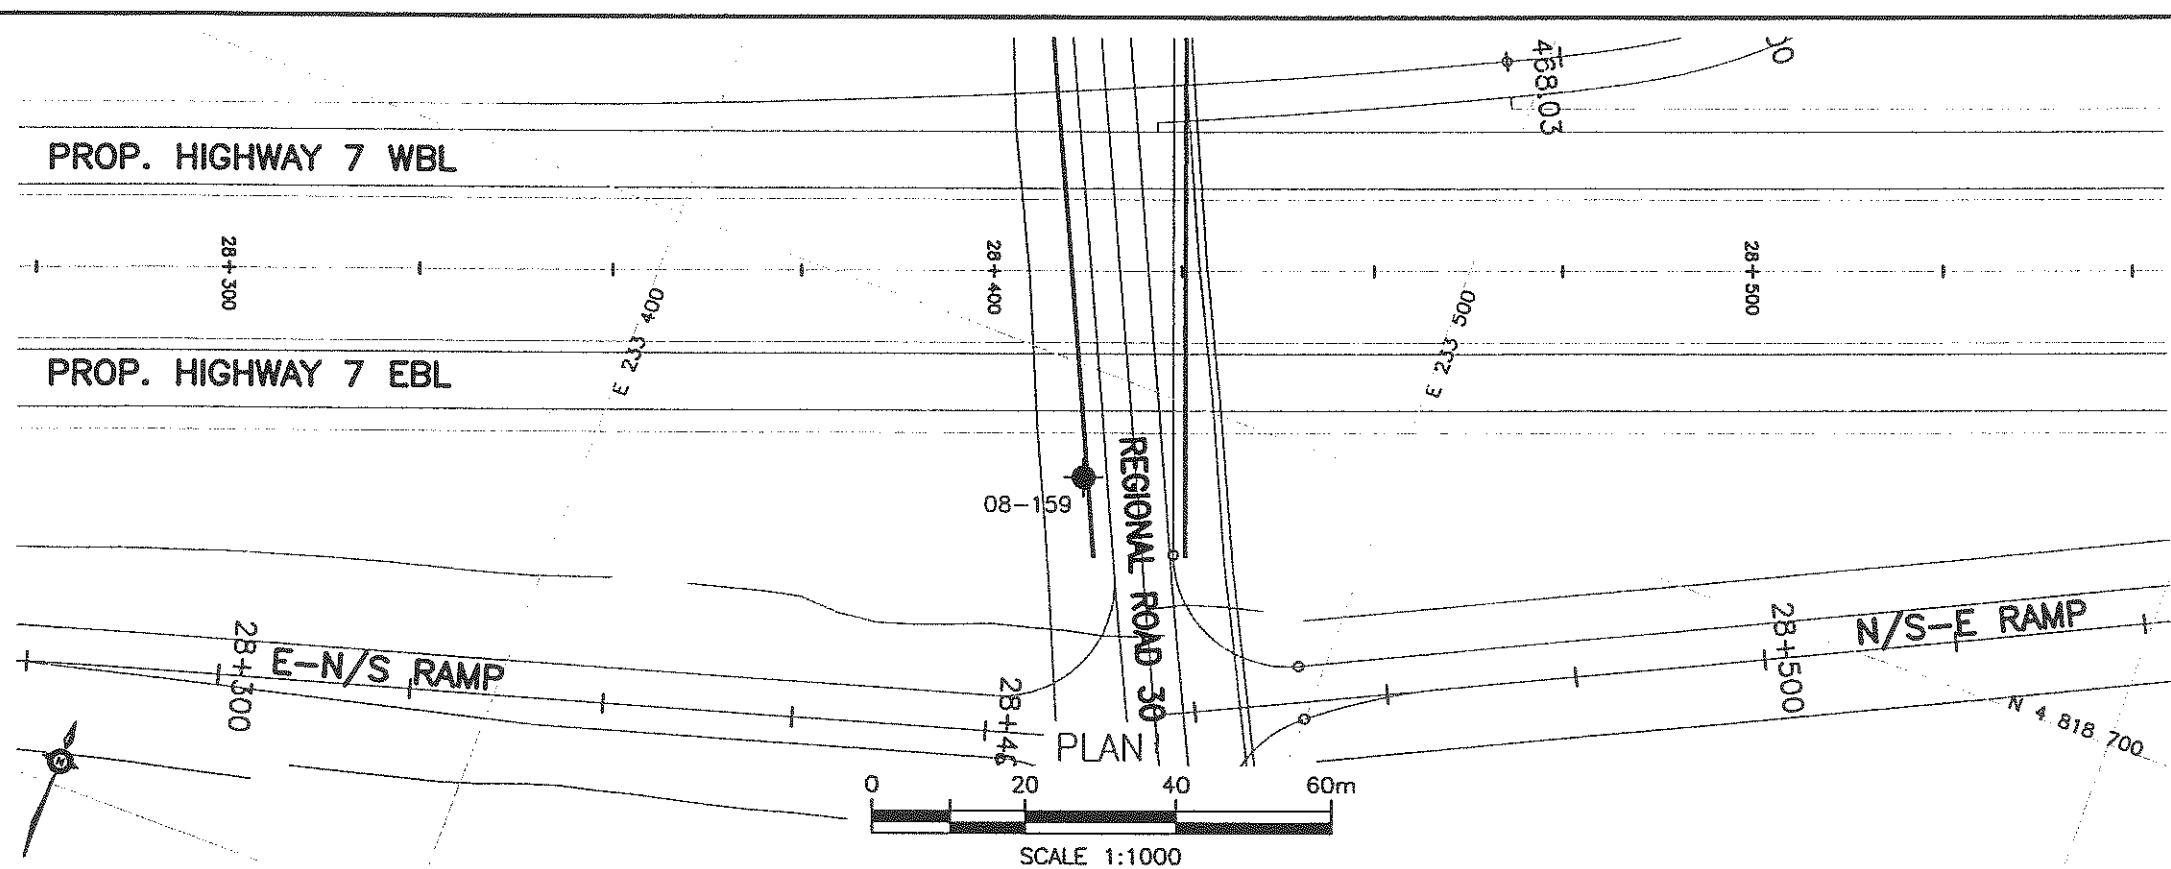 468.03
PROP. HIGHWAY 7 WBL
28+300
28+400
28+500
E 233 400
E 233 500
PROP. HIGHWAY 7 EBL
REGIONAL ROAD 30
08-159
28+300
E-N/S RAMP
28+500
N/S-E RAMP
28+46
N 4 818 700
N
PLAN
0 20 40 60m
SCALE 1:1000